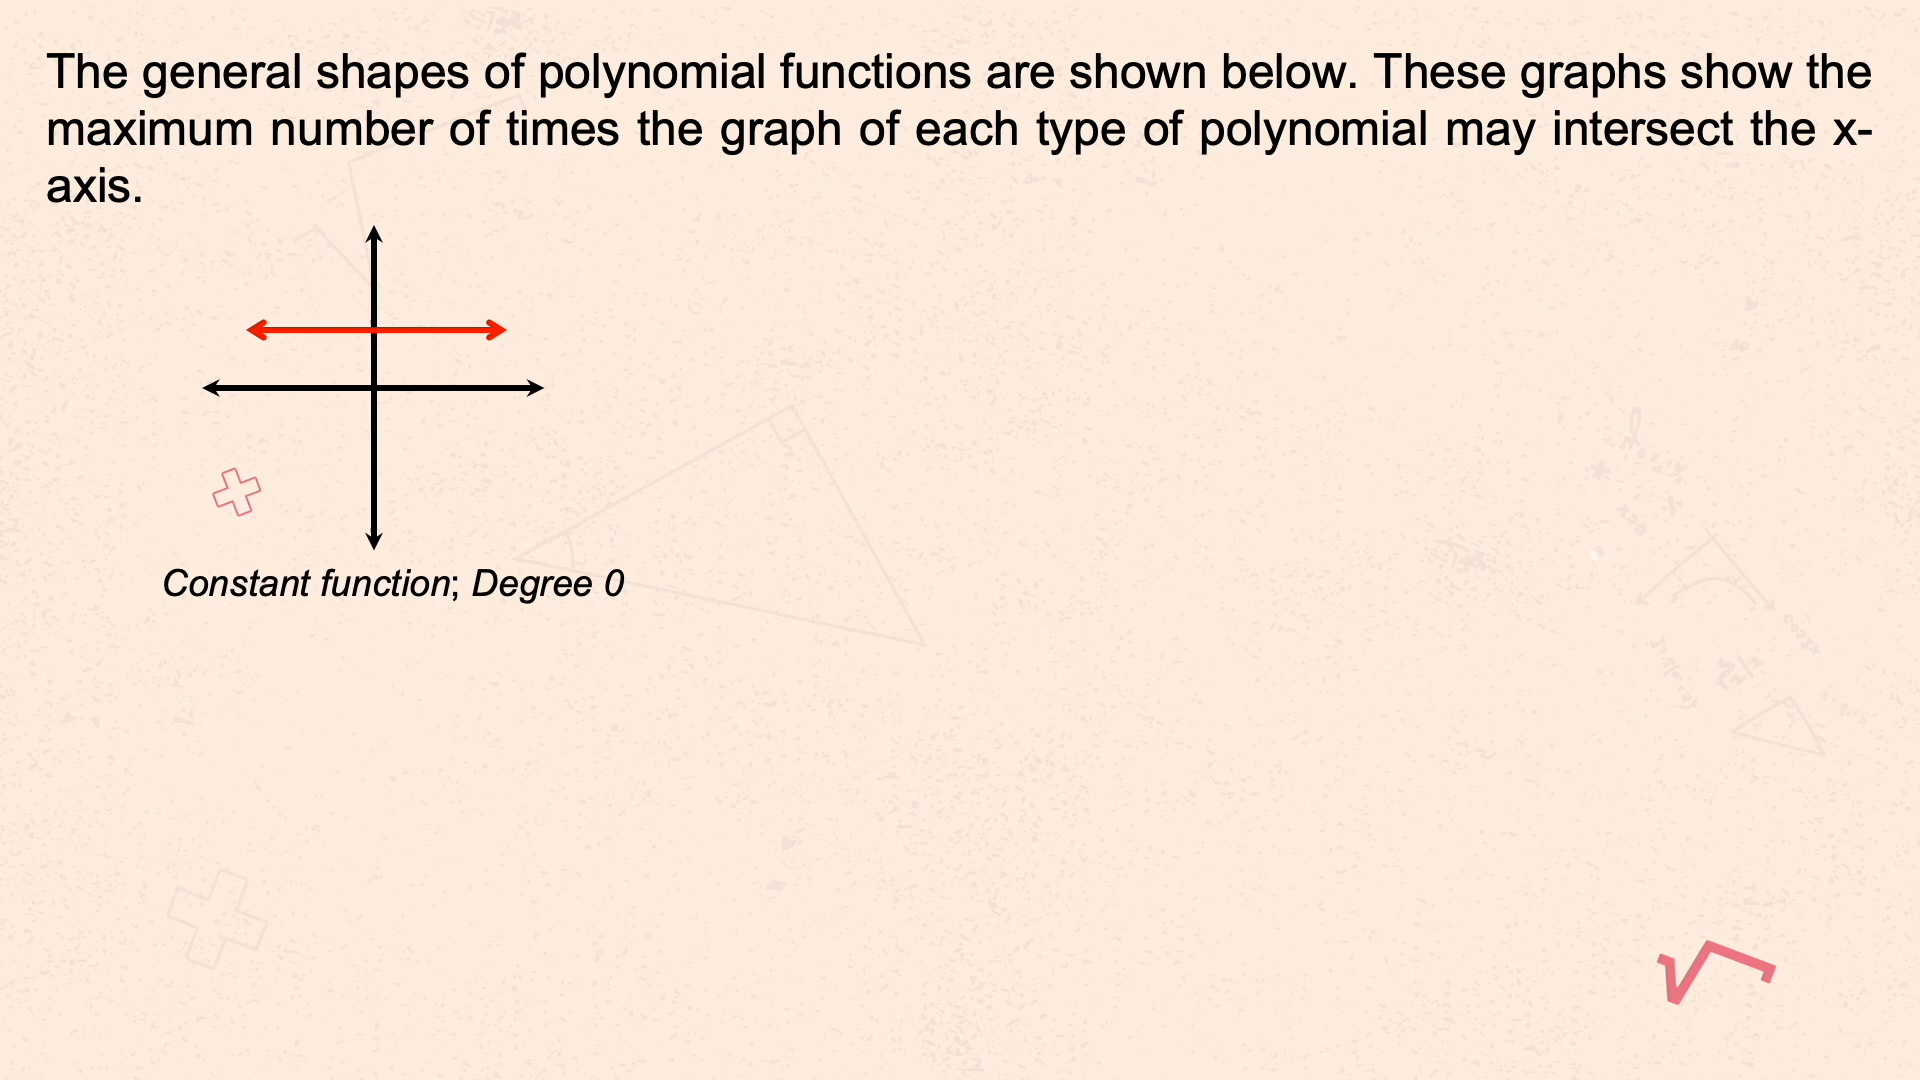 The general shapes of polynomial functions are shown below. These graphs show the
maximum number of times the graph of each type of polynomial may intersect the x-
axis.
Constant function; Degree 0